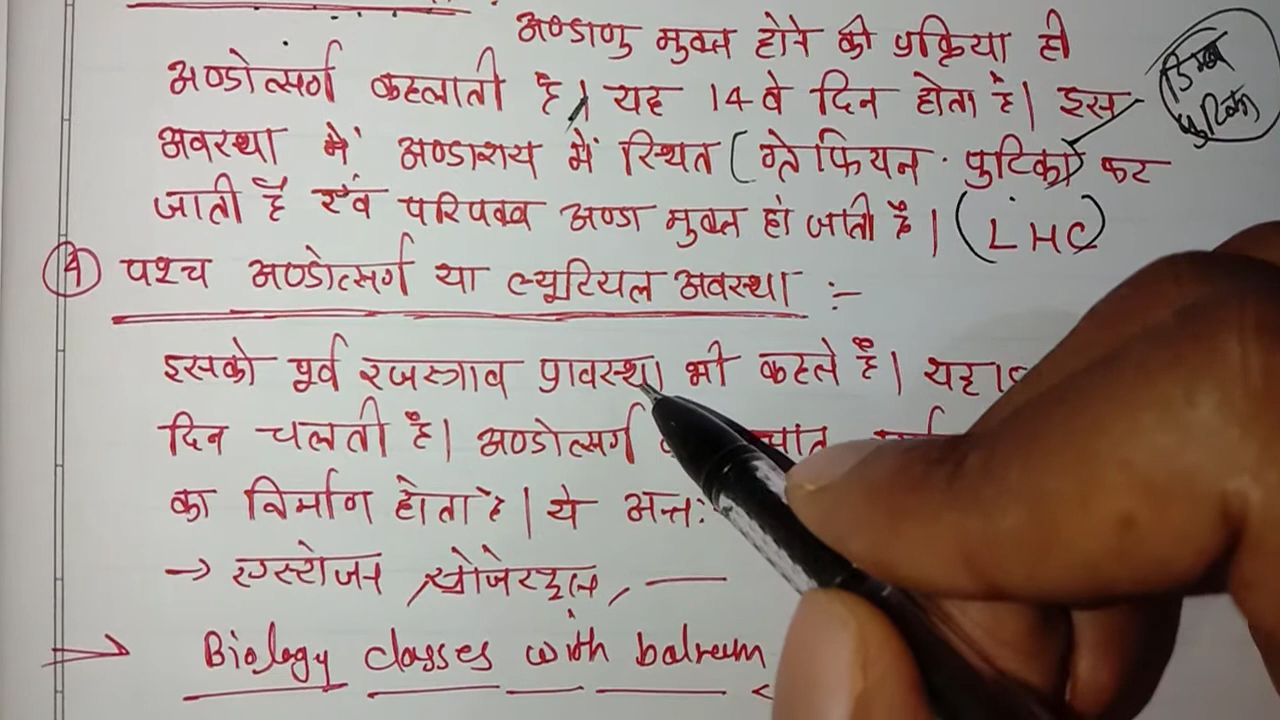 अण्डाणु मुक्त होने की प्रक्रिया ही
अण्डोत्सर्ग कहलाती है। यह 14 वे दिन होता है। इस
डिम्ब
पुटिका
अवस्था में अण्डाशय में स्थित (ग्रेफियन पुटिका) फट
जाती है एवं परिपक्व अण्डा मुक्त हो जाती है। (LHC)
4 पश्च अण्डोत्सर्ग या ल्यूटियल अवस्था :-
इसको पूर्व रजस्त्राव प्रावस्था भी कहते है। यह
दिन चलती है। अण्डोत्सर्ग
का निर्माण होता है। ये अन्त:
→ एस्ट्रोजन,
Biology classes with balram